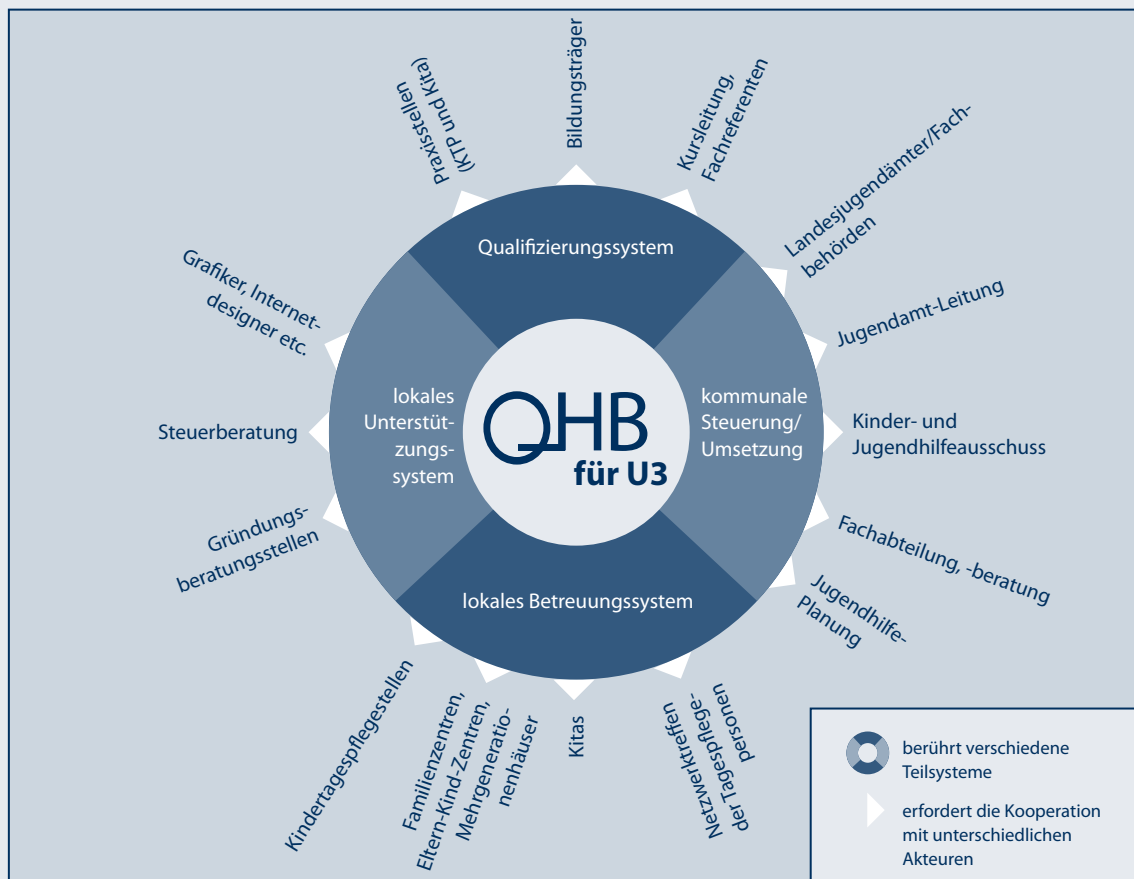 Praxisstellen
(KTP und Kita)
Bildungsträger
Kursleitung,
Fachreferenten
Landesjugendämter/Fach-
behörden
Jugendamt-Leitung
Kinder- und
Jugendhilfeausschuss
Fachabteilung, -beratung
Jugendhilfe-
Planung
Netzwerktreffen
der Tagespflege-
personen
Kitas
Familienzentren,
Eltern-Kind-Zentren,
Mehrgeneratio-
nenhäuser
Kindertagespflegestellen
Gründungs-
beratungsstellen
Steuerberatung
Grafiker, Internet-
designer etc.
Qualifizierungssystem
kommunale
Steuerung/
Umsetzung
lokales Betreuungssystem
lokales
Unterstüt-
zungs-
system
QHB
für U3
berührt verschiedene
Teilsysteme
erfordert die Kooperation
mit unterschiedlichen
Akteuren